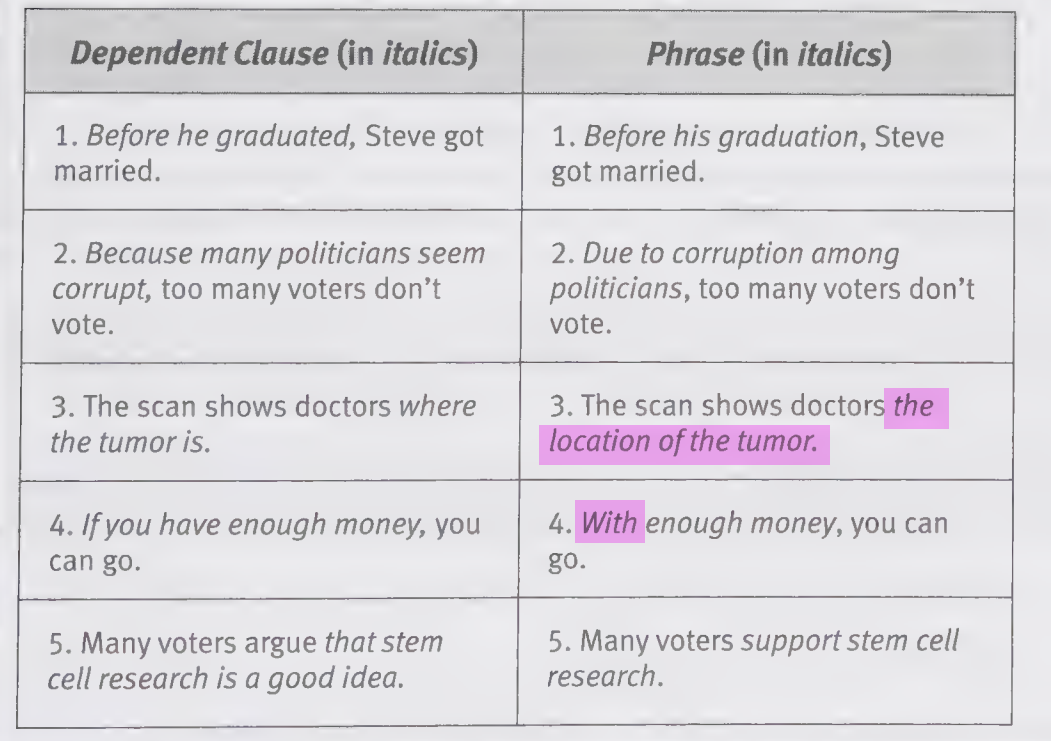 Dependent Clause (in italics)
Phrase (in italics)
1. Before he graduated, Steve got
married.
1. Before his graduation, Steve
got married.
2. Because many politicians seem
corrupt, too many voters don't
vote.
2. Due to corruption among
politicians, too many voters don't
vote.
3. The scan shows doctors where
the tumor is.
3. The scan shows doctors the
location of the tumor.
4. If you have enough money, you
can go.
4. With enough money, you can
go.
5. Many voters argue that stem
cell research is a good idea.
5. Many voters support stem cell
research.